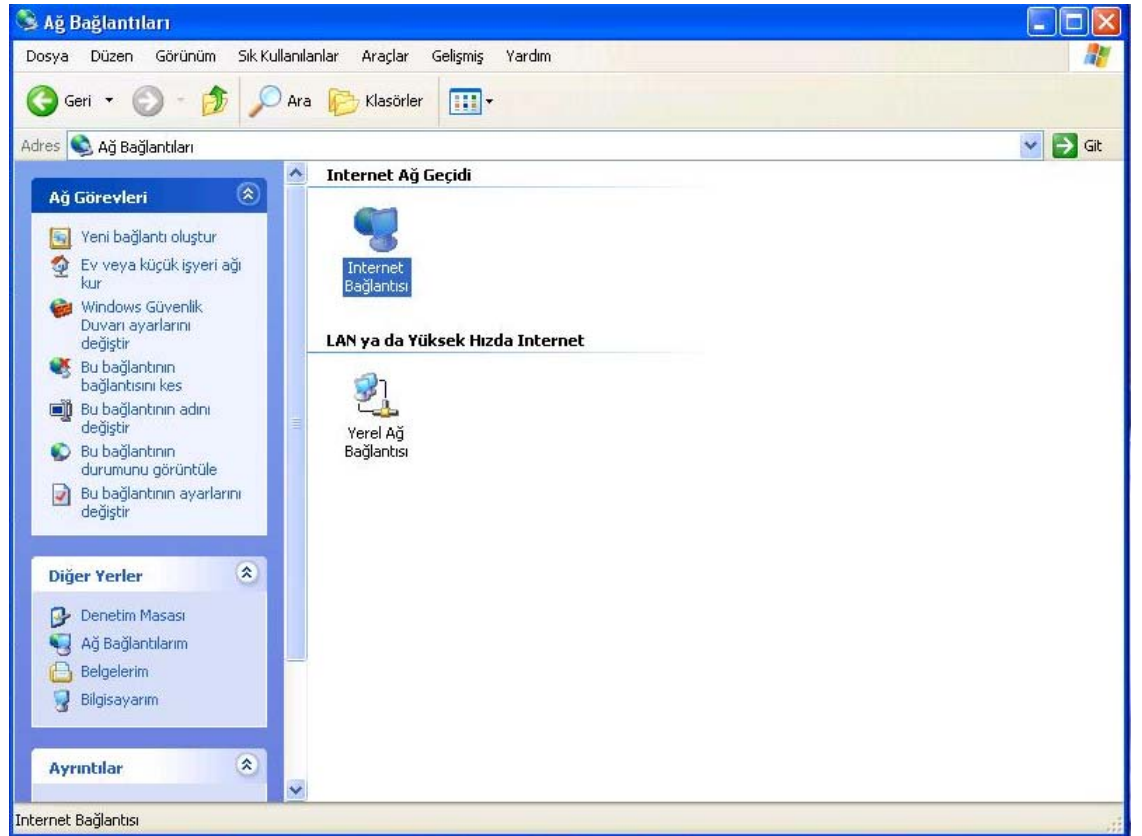 Ağ Bağlantıları
Dosya Düzen Görünüm Sık Kullanılanlar Araçlar Gelişmiş Yardım
Geri Ara Klasörler
Adres Ağ Bağlantıları Git
Ağ Görevleri
Yeni bağlantı oluştur
Ev veya küçük işyeri ağı
kur
Windows Güvenlik
Duvarı ayarlarını
değiştir
Bu bağlantının
bağlantısını kes
Bu bağlantının adını
değiştir
Bu bağlantının
durumunu görüntüle
Bu bağlantının ayarlarını
değiştir
Diğer Yerler
Denetim Masası
Ağ Bağlantılarım
Belgelerim
Bilgisayarım
Ayrıntılar
Internet Ağ Geçidi
Internet
Bağlantısı
LAN ya da Yüksek Hızda Internet
Yerel Ağ
Bağlantısı
Internet Bağlantısı